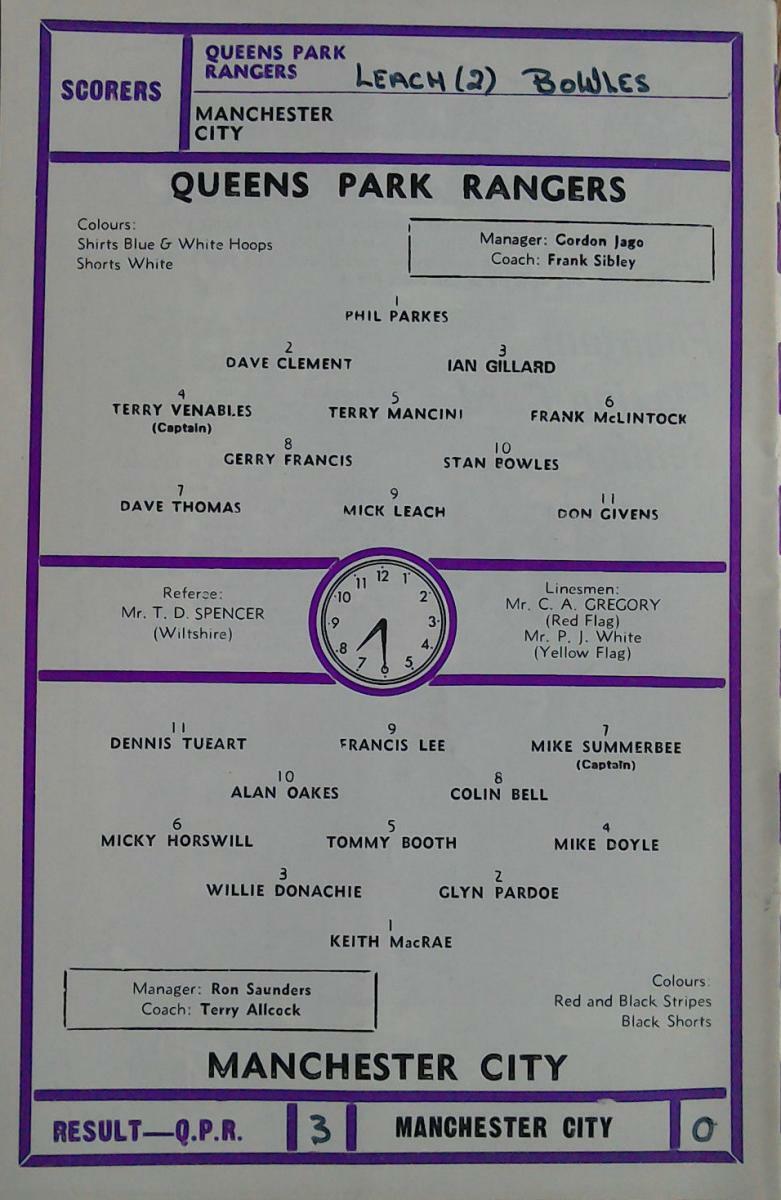 SCORERS
QUEENS PARK
RANGERS LEACH (2) BOWLES
MANCHESTER
CITY
QUEENS PARK RANGERS
Colours:
Shirts Blue & White Hoops
Shorts White
Manager: Gordon Jago
Coach: Frank Sibley
1
PHIL PARKES
2 3
DAVE CLEMENT IAN GILLARD
4 5 6
TERRY VENABLES TERRY MANCINI FRANK McLINTOCK
(Captain)
8 10
GERRY FRANCIS STAN BOWLES
7 9 11
DAVE THOMAS MICK LEACH DON GIVENS
Referee:
Mr. T. D. SPENCER
(Wiltshire)
12 1 2 3 4 5 6 7 8 9 10 11
Linesmen:
Mr. C. A. GREGORY
(Red Flag)
Mr. P. J. White
(Yellow Flag)
11 9 7
DENNIS TUEART FRANCIS LEE MIKE SUMMERBEE
(Captain)
10 8
ALAN OAKES COLIN BELL
6 5 4
MICKY HORSWILL TOMMY BOOTH MIKE DOYLE
3 2
WILLIE DONACHIE GLYN PARDOE
1
KEITH MacRAE
Manager: Ron Saunders
Coach: Terry Allcock
Colours:
Red and Black Stripes
Black Shorts
MANCHESTER CITY
RESULT—Q.P.R. 3 MANCHESTER CITY 0